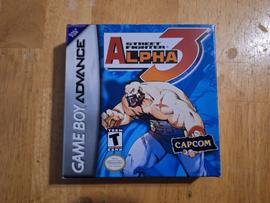 GAME BOY ADVANCE
STREET
FIGHTER
ALPHA 3
TEEN
T
CAPCOM